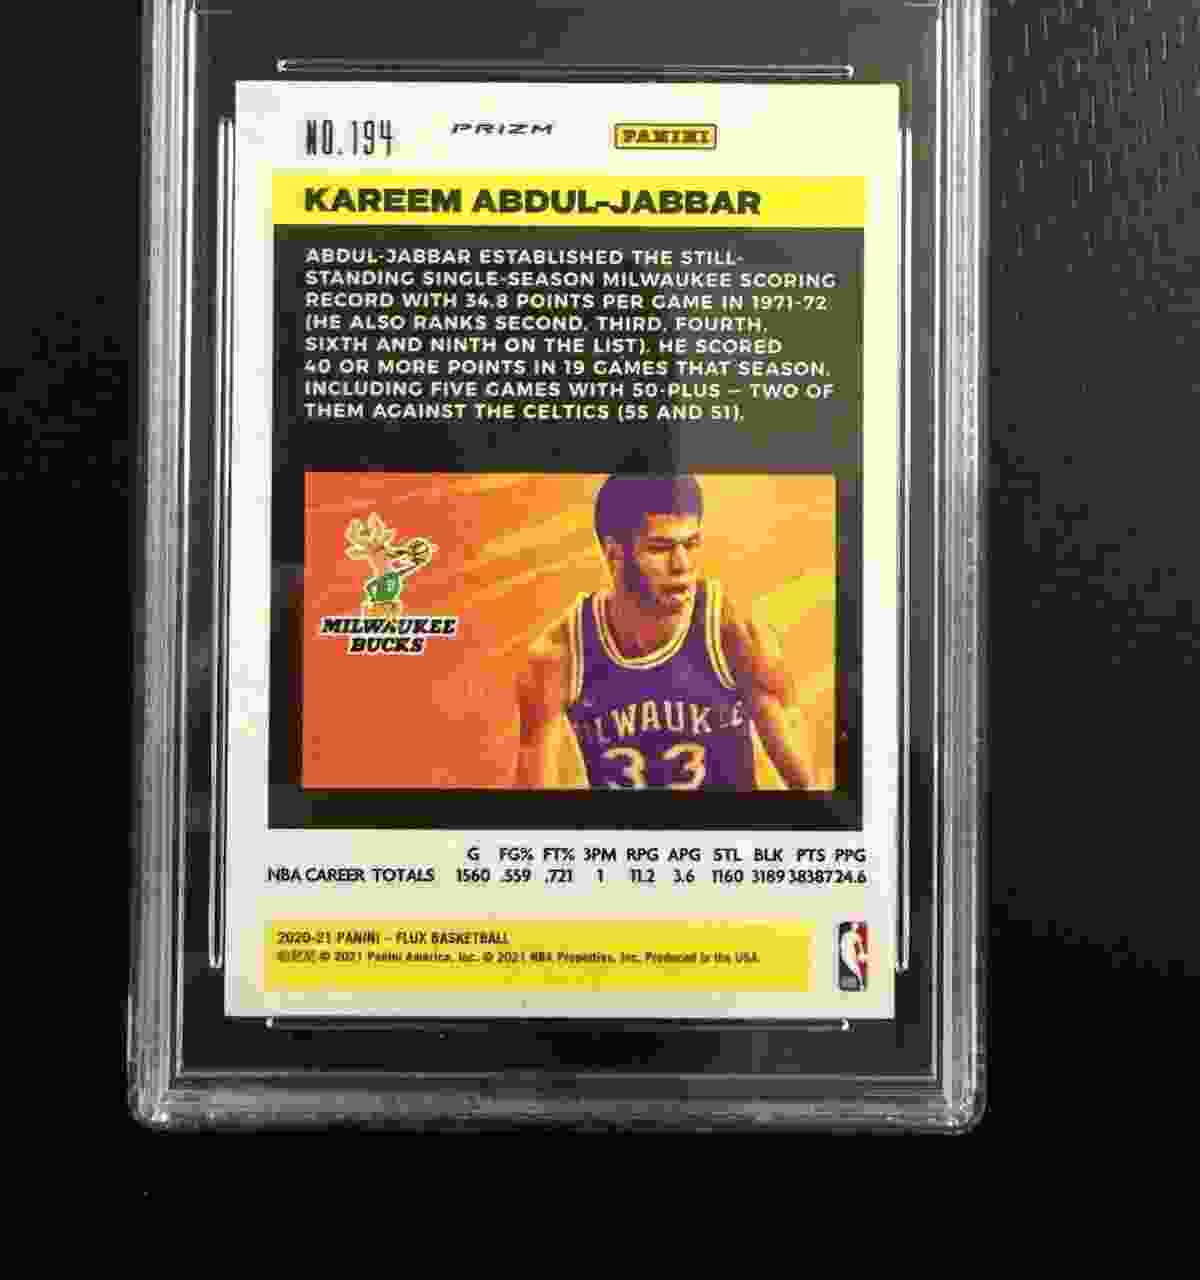 NO. 194 PRIZM PANINI
KAREEM ABDUL-JABBAR
ABDUL-JABBAR ESTABLISHED THE STILL-
STANDING SINGLE-SEASON MILWAUKEE SCORING
RECORD WITH 34.8 POINTS PER GAME IN 1971-72
(HE ALSO RANKS SECOND, THIRD, FOURTH,
SIXTH AND NINTH ON THE LIST). HE SCORED
40 OR MORE POINTS IN 19 GAMES THAT SEASON,
INCLUDING FIVE GAMES WITH 50-PLUS — TWO OF
THEM AGAINST THE CELTICS (55 AND 51).
MILWAUKEE
BUCKS
MILWAUKEE
33
G FG% FT% 3PM RPG APG STL BLK PTS PPG
NBA CAREER TOTALS 1560 .559 .721 1 11.2 3.6 1160 3189 38387 24.6
2020-21 PANINI - FLUX BASKETBALL
© 2021 Panini America, Inc. © 2021 NBA Properties, Inc. Produced in the USA.